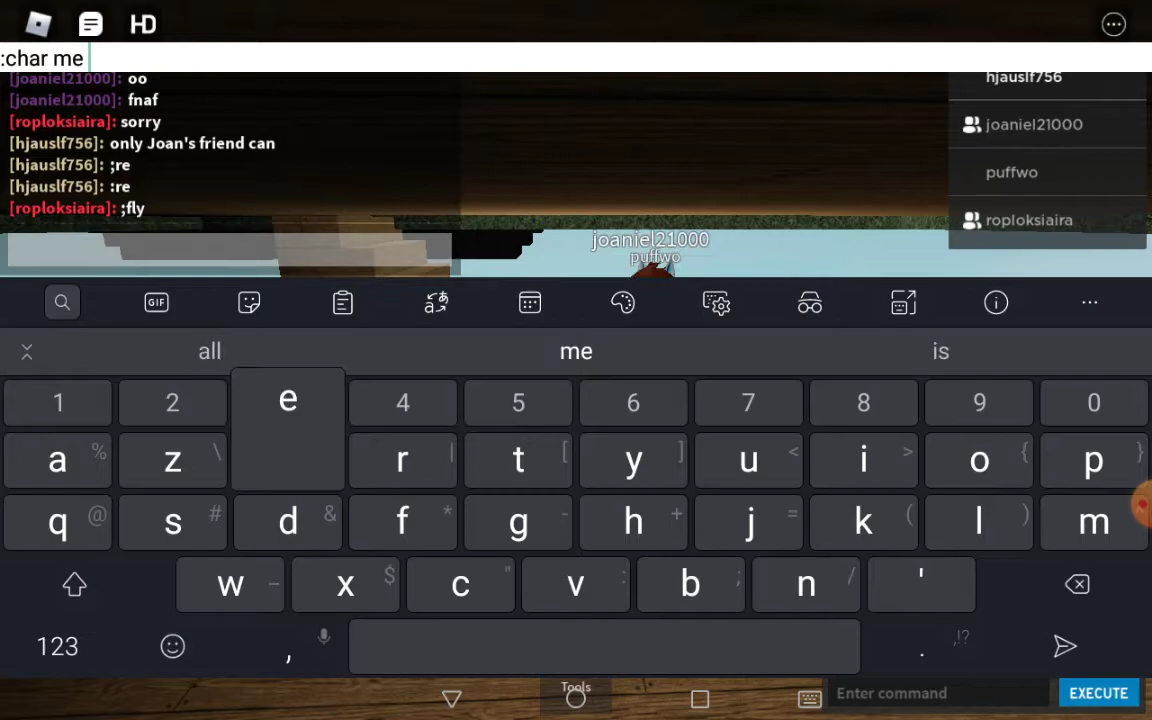 HD
:char me
[joaniel21000]: oo
[joaniel21000]: fnaf
[roploksiaira]: sorry
[hjauslf756]: only Joan's friend can
[hjauslf756]: ;re
[hjauslf756]: :re
[roploksiaira]: ;fly
hjauslf756
joaniel21000
puffwo
roploksiaira
joaniel21000
puffwo
GIF
all me is
1 2 e 4 5 6 7 8 9 0
a % z \ r | t [ y ] u < i > o { p }
q @ s # d & f * g - h + j = k ( l ) m
w _ x $ c " v : b ; n / '
123 , . ,!?
Tools
Enter command
EXECUTE